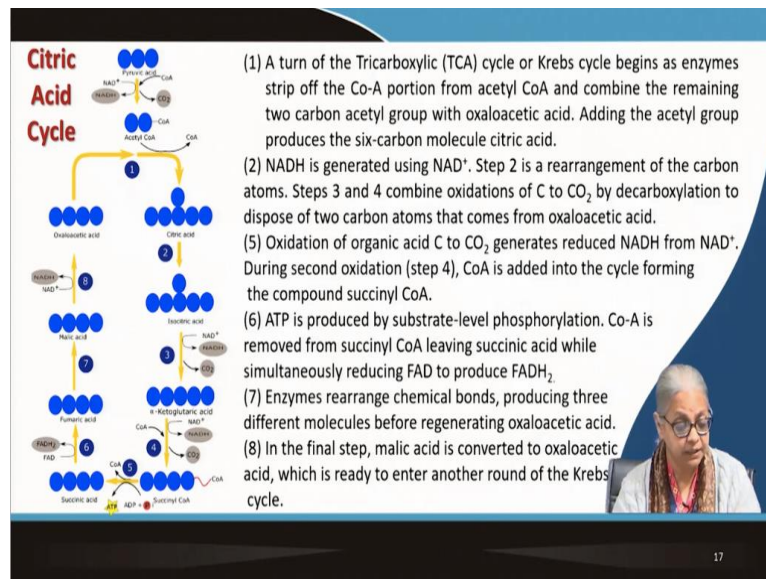 Citric
Acid
Cycle
Pyruvic acid
NAD+
CoA
NADH
CO2
CoA
Acetyl CoA
CoA
1
Oxaloacetic acid
Citric acid
2
NADH
NAD+
8
Isocitric acid
Malic acid
3
NAD+
NADH
CO2
7
α-Ketoglutaric acid
Fumaric acid
CoA
NAD+
NADH
4
CO2
FADH2
FAD
6
CoA
5
CoA
Succinic acid
Succinyl CoA
ATP
ADP + P
(1) A turn of the Tricarboxylic (TCA) cycle or Krebs cycle begins as enzymes
strip off the Co-A portion from acetyl CoA and combine the remaining
two carbon acetyl group with oxaloacetic acid. Adding the acetyl group
produces the six-carbon molecule citric acid.
(2) NADH is generated using NAD+. Step 2 is a rearrangement of the carbon
atoms. Steps 3 and 4 combine oxidations of C to CO2 by decarboxylation to
dispose of two carbon atoms that comes from oxaloacetic acid.
(5) Oxidation of organic acid C to CO2 generates reduced NADH from NAD+.
During second oxidation (step 4), CoA is added into the cycle forming
the compound succinyl CoA.
(6) ATP is produced by substrate-level phosphorylation. Co-A is
removed from succinyl CoA leaving succinic acid while
simultaneously reducing FAD to produce FADH2.
(7) Enzymes rearrange chemical bonds, producing three
different molecules before regenerating oxaloacetic acid.
(8) In the final step, malic acid is converted to oxaloacetic
acid, which is ready to enter another round of the Krebs
cycle.
17